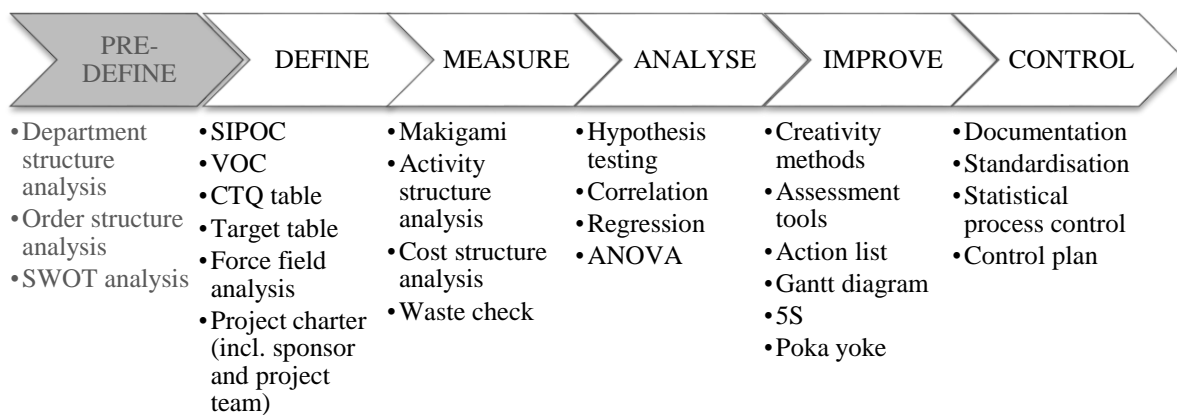 PRE-
DEFINE
DEFINE
MEASURE
ANALYSE
IMPROVE
CONTROL
•Department
structure
analysis
•Order structure
analysis
•SWOT analysis
•SIPOC
•VOC
•CTQ table
•Target table
•Force field
analysis
•Project charter
(incl. sponsor
and project
team)
•Makigami
•Activity
structure
analysis
•Cost structure
analysis
•Waste check
•Hypothesis
testing
•Correlation
•Regression
•ANOVA
•Creativity
methods
•Assessment
tools
•Action list
•Gantt diagram
•5S
•Poka yoke
•Documentation
•Standardisation
•Statistical
process control
•Control plan